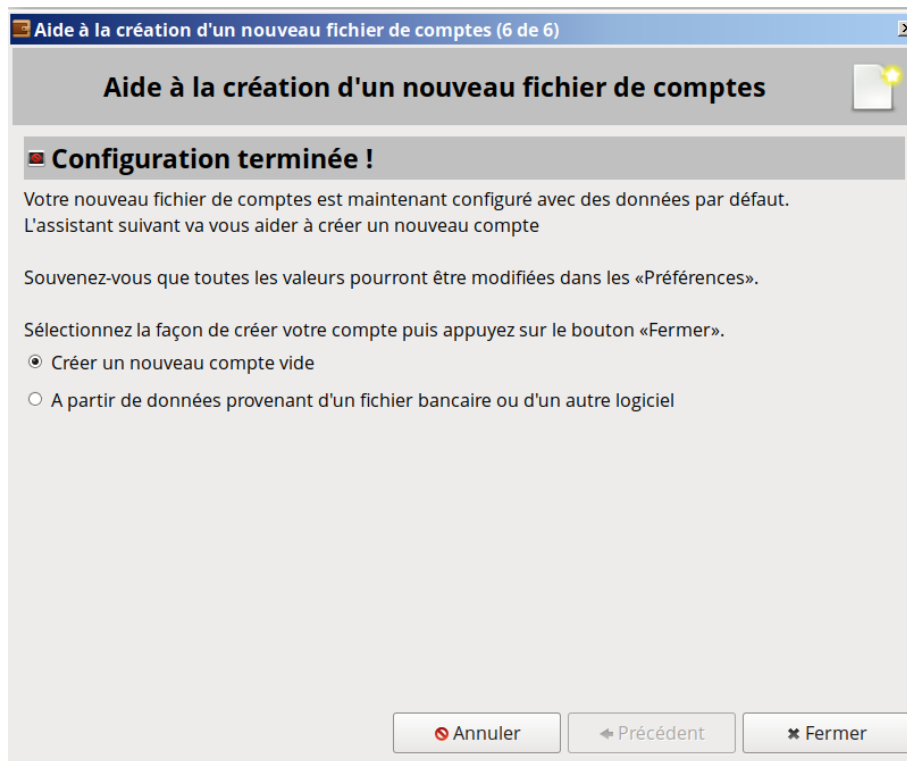 Aide à la création d'un nouveau fichier de comptes (6 de 6)
Aide à la création d'un nouveau fichier de comptes
Configuration terminée !
Votre nouveau fichier de comptes est maintenant configuré avec des données par défaut.
L'assistant suivant va vous aider à créer un nouveau compte
Souvenez-vous que toutes les valeurs pourront être modifiées dans les «Préférences».
Sélectionnez la façon de créer votre compte puis appuyez sur le bouton «Fermer».
Créer un nouveau compte vide
A partir de données provenant d'un fichier bancaire ou d'un autre logiciel
Annuler Précédent Fermer